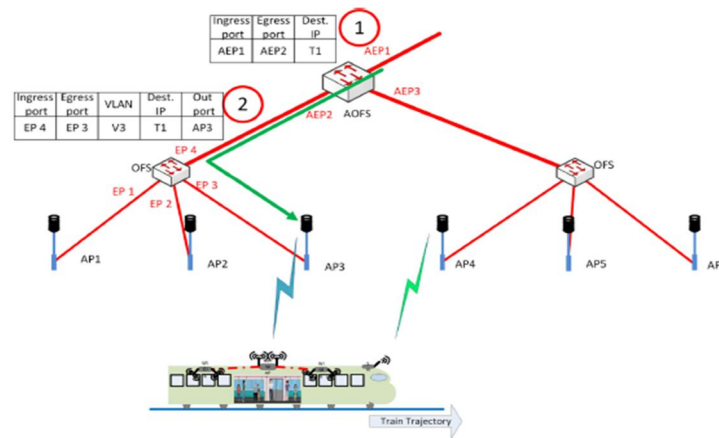 Ingress port Egress port Dest. IP
AEP1 AEP2 T1
1
AEP1
Ingress port Egress port VLAN Dest. IP Out port
EP 4 EP 3 V3 T1 AP3
2
AEP2
AOFS
AEP3
EP 4
OFS
OFS
EP 1
EP 2
EP 3
AP1
AP2
AP3
AP4
AP5
AP
Train Trajectory